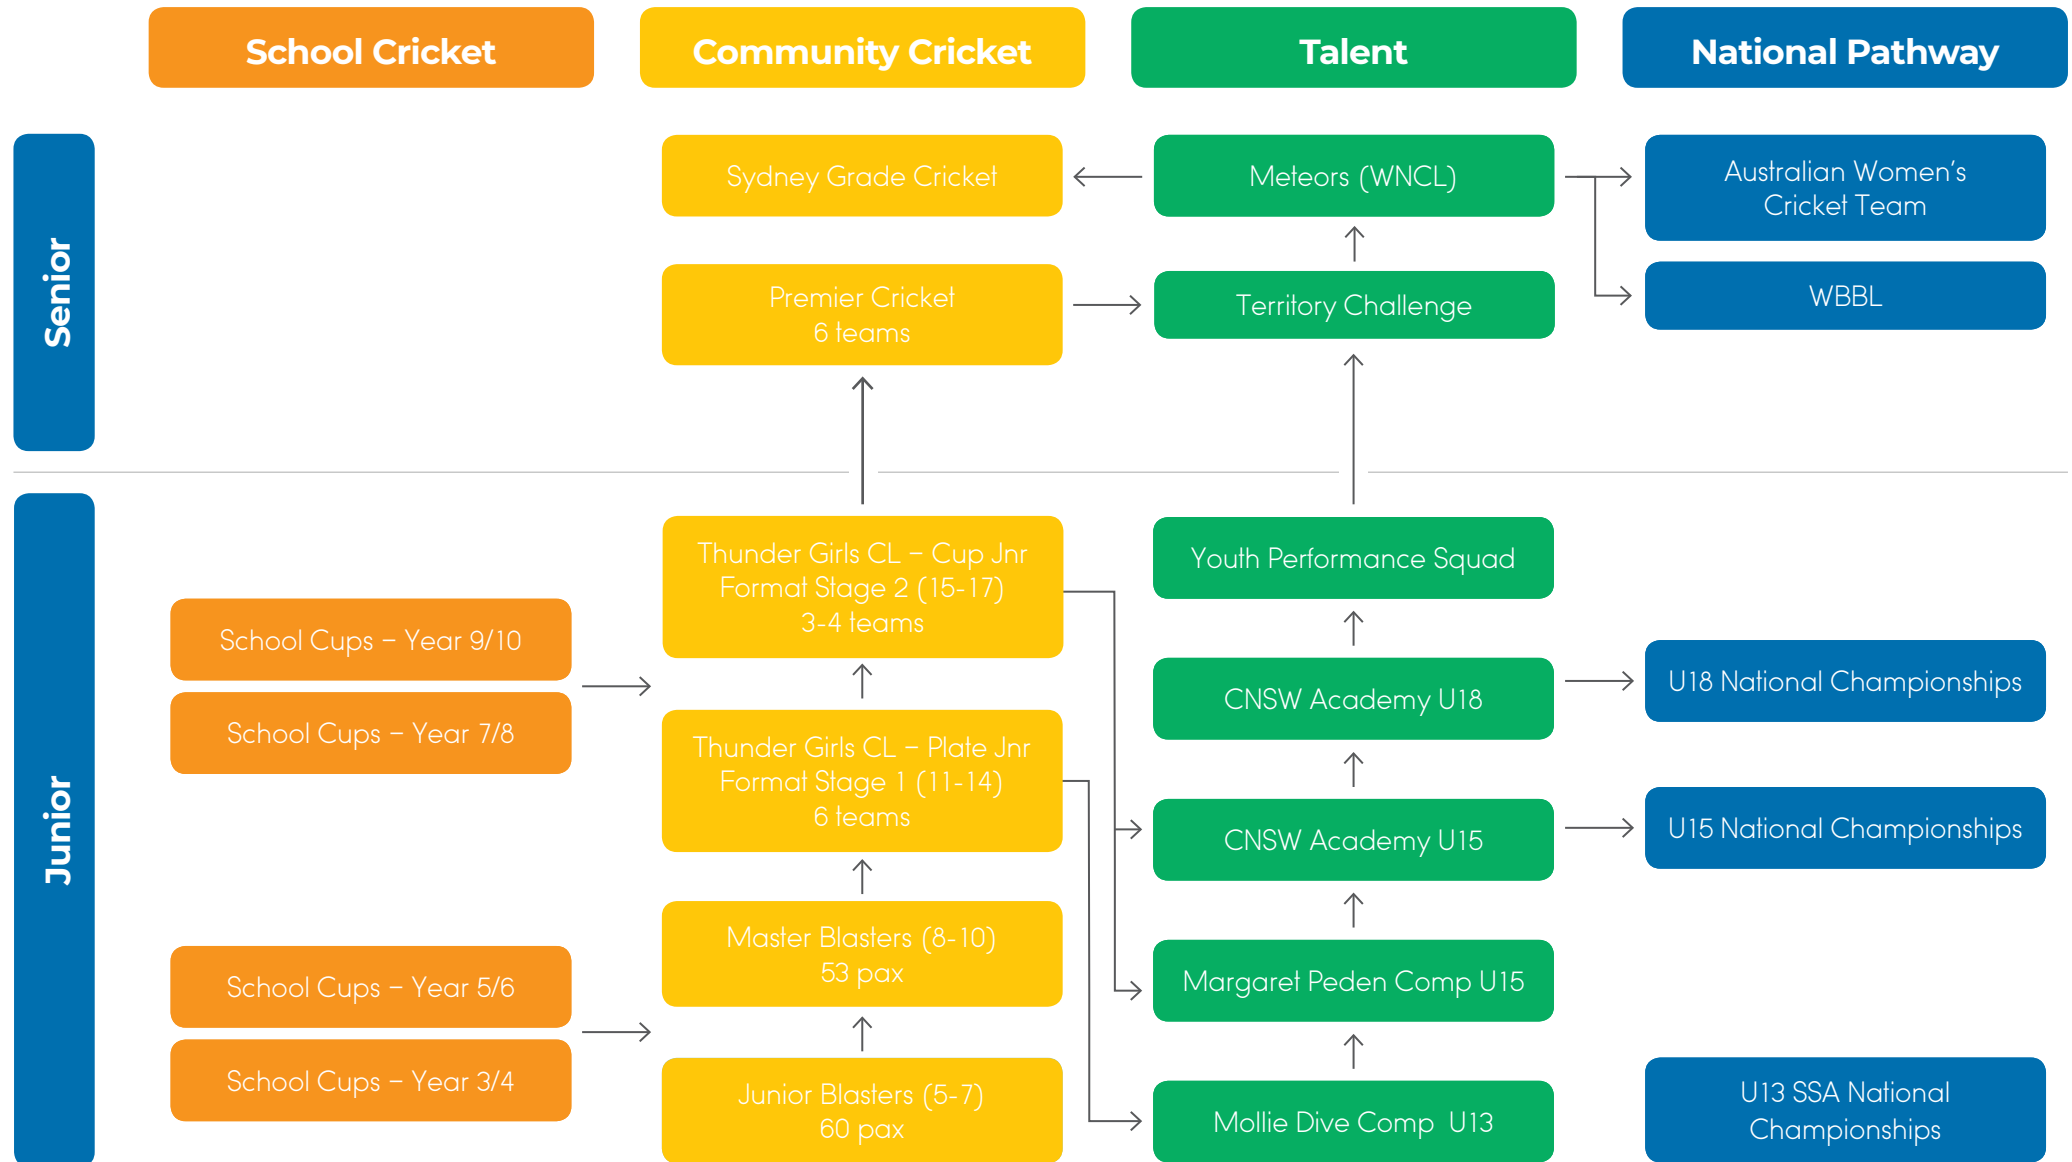 School Cricket
Community Cricket
Talent
National Pathway
Senior
Sydney Grade Cricket
Meteors (WNCL)
Australian Women's
Cricket Team
Premier Cricket
6 teams
Territory Challenge
WBBL
Junior
School Cups – Year 9/10
School Cups – Year 7/8
School Cups – Year 5/6
School Cups – Year 3/4
Thunder Girls CL – Cup Jnr
Format Stage 2 (15-17)
3-4 teams
Thunder Girls CL – Plate Jnr
Format Stage 1 (11-14)
6 teams
Master Blasters (8-10)
53 pax
Junior Blasters (5-7)
60 pax
Youth Performance Squad
CNSW Academy U18
CNSW Academy U15
Margaret Peden Comp U15
Mollie Dive Comp U13
U18 National Championships
U15 National Championships
U13 SSA National
Championships